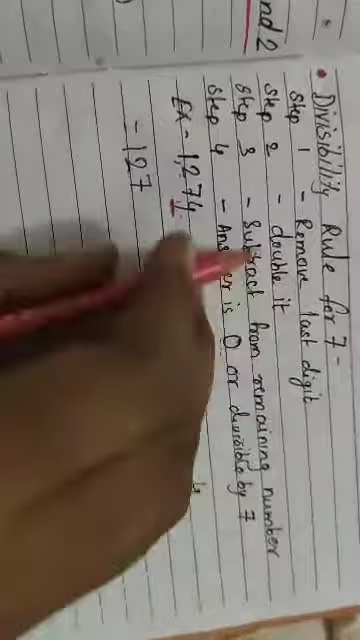 nd 2
• Divisibility Rule for 7 -
Step 1 - Remove last digit
Step 2 - double it
Step 3 - Subtract from remaining number
Step 4 - is 0 or divisible by 7
Ex - 1,274
- 127